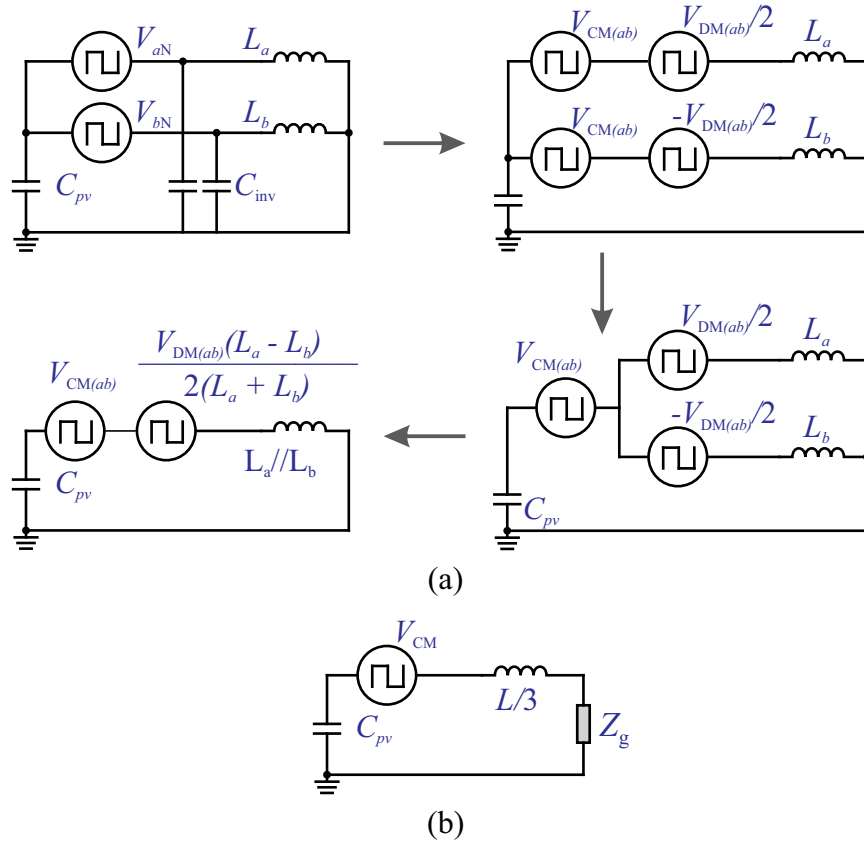 V_aN
L_a
V_bN
L_b
C_pv
C_inv
V_CM(ab)
V_DM(ab)/2
L_a
V_CM(ab)
-V_DM(ab)/2
L_b
V_DM(ab)(L_a - L_b)
2(L_a + L_b)
V_CM(ab)
L_a//L_b
C_pv
V_DM(ab)/2
L_a
V_CM(ab)
-V_DM(ab)/2
L_b
C_pv
(a)
V_CM
L/3
C_pv
Z_g
(b)